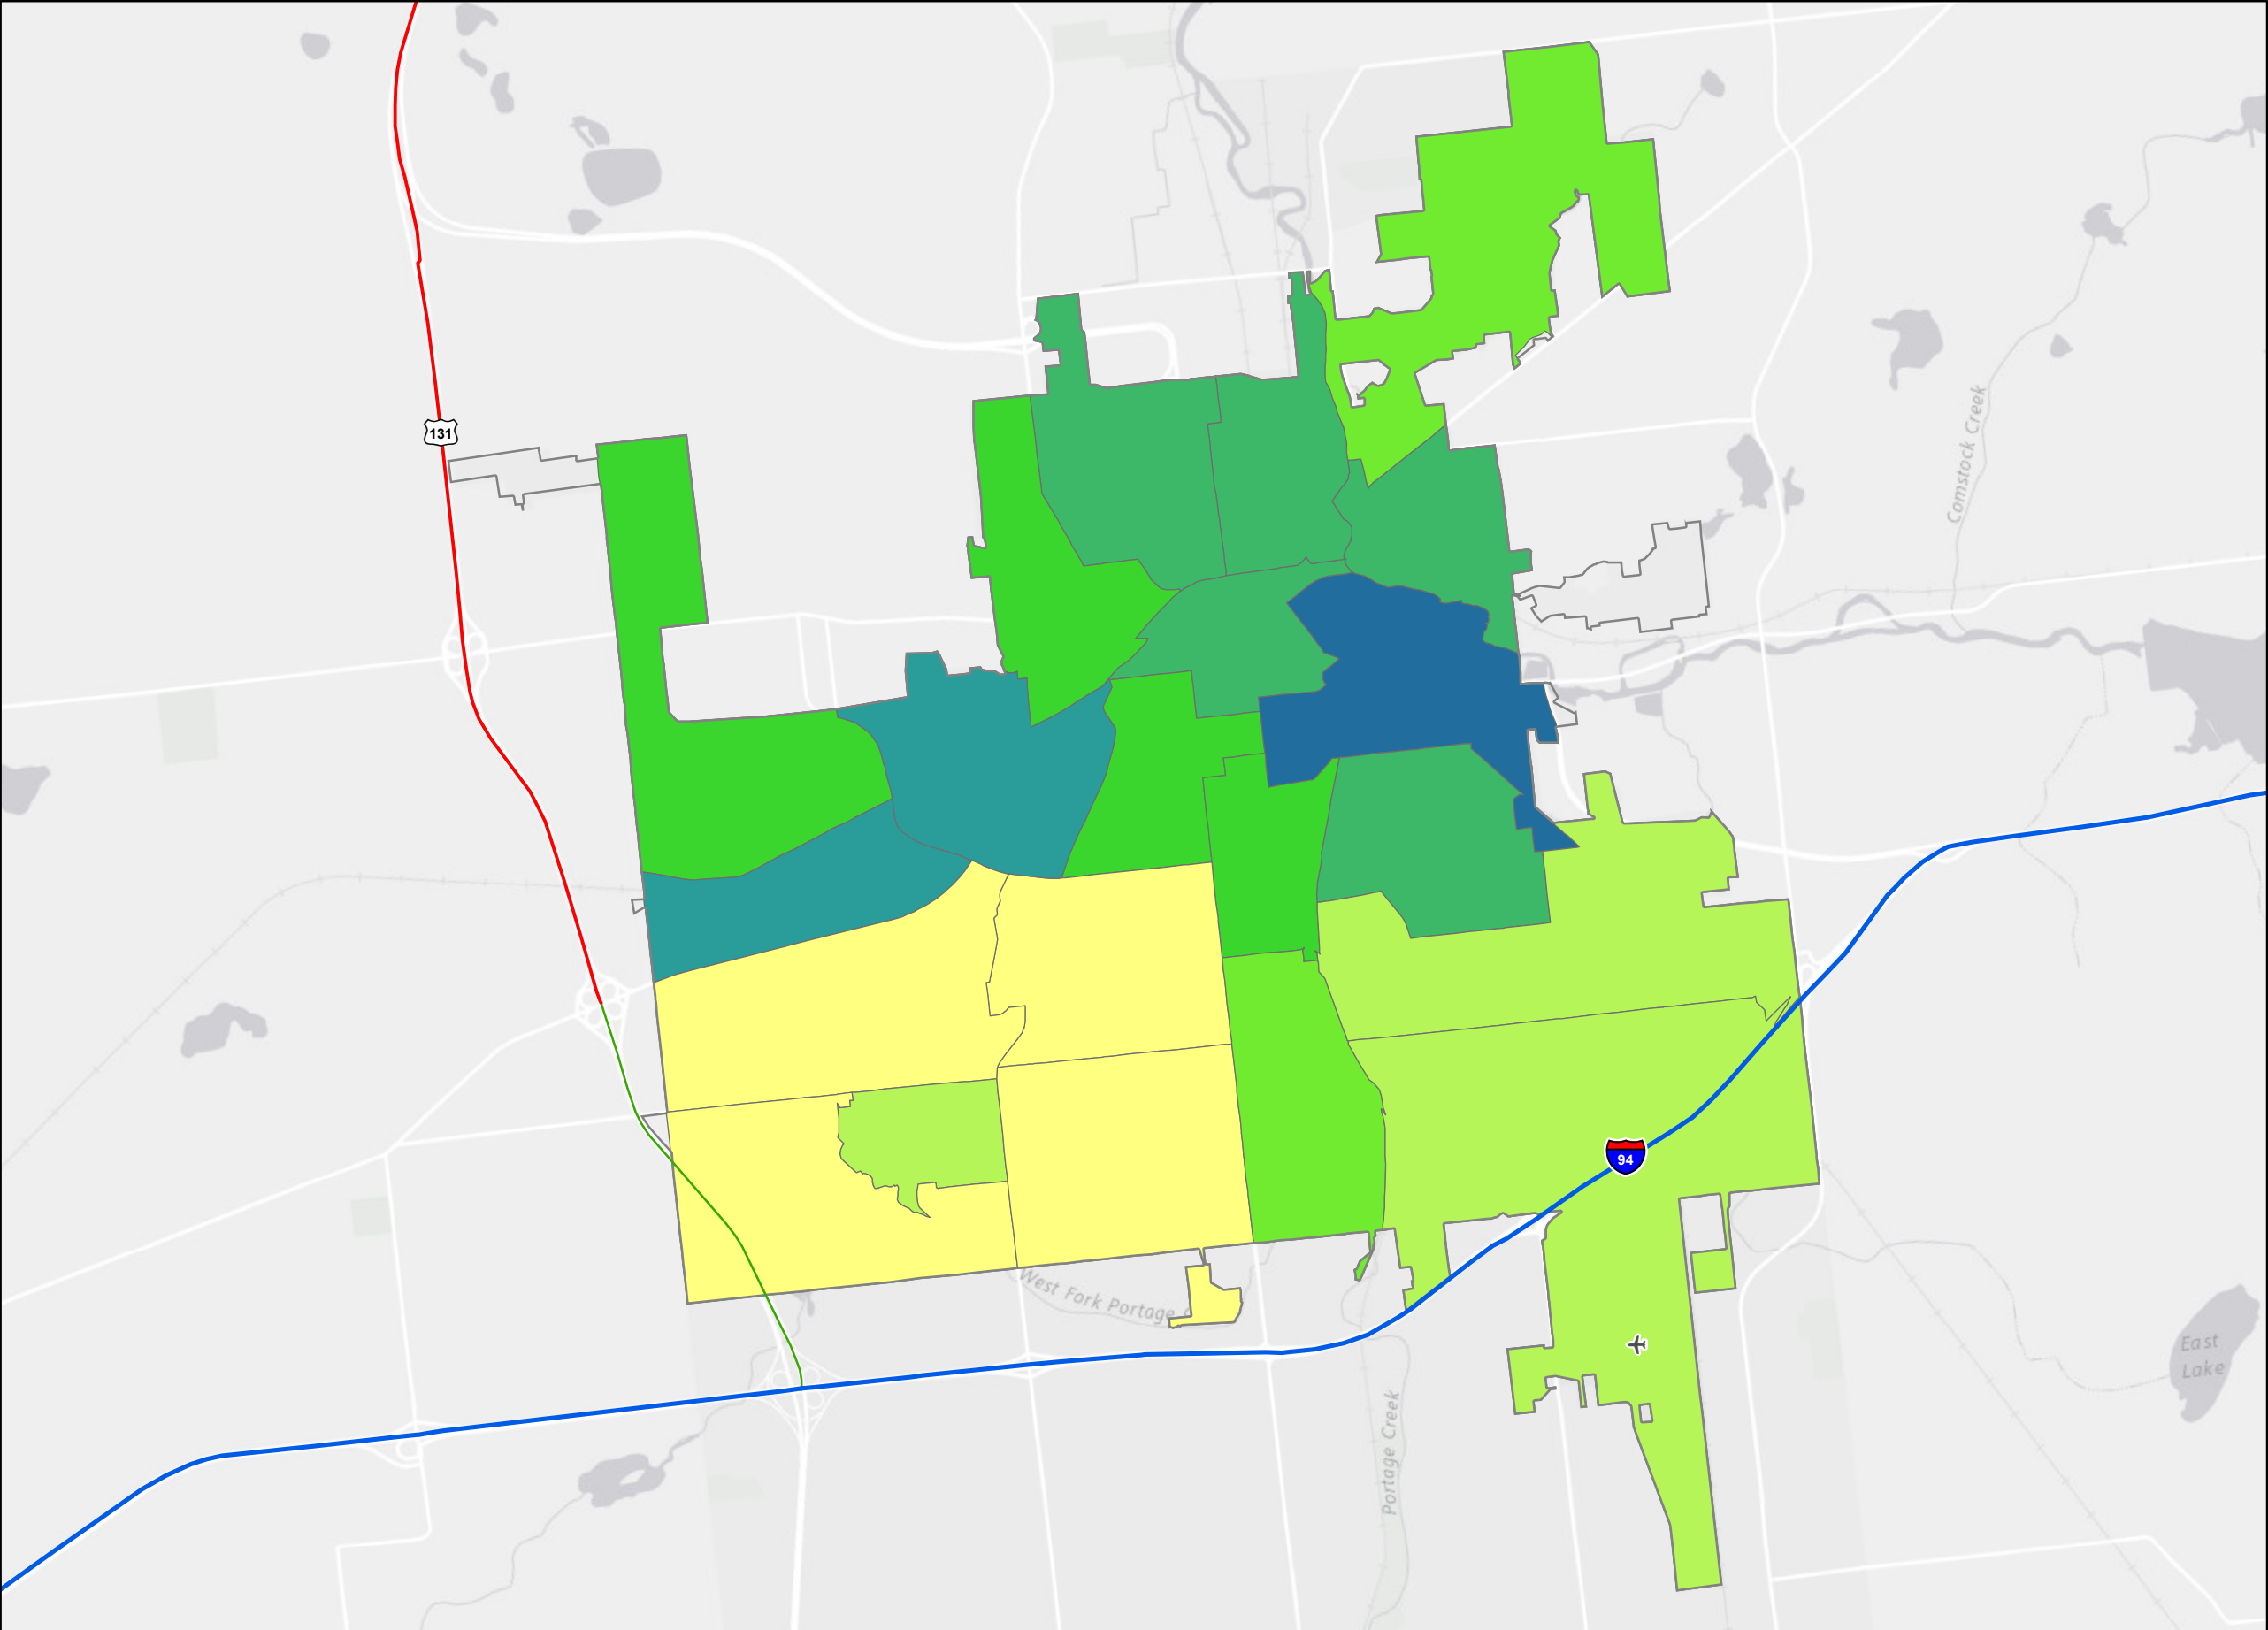 131
Comstock Creek
94
West Fork Portage
East
Lake
Portage Creek